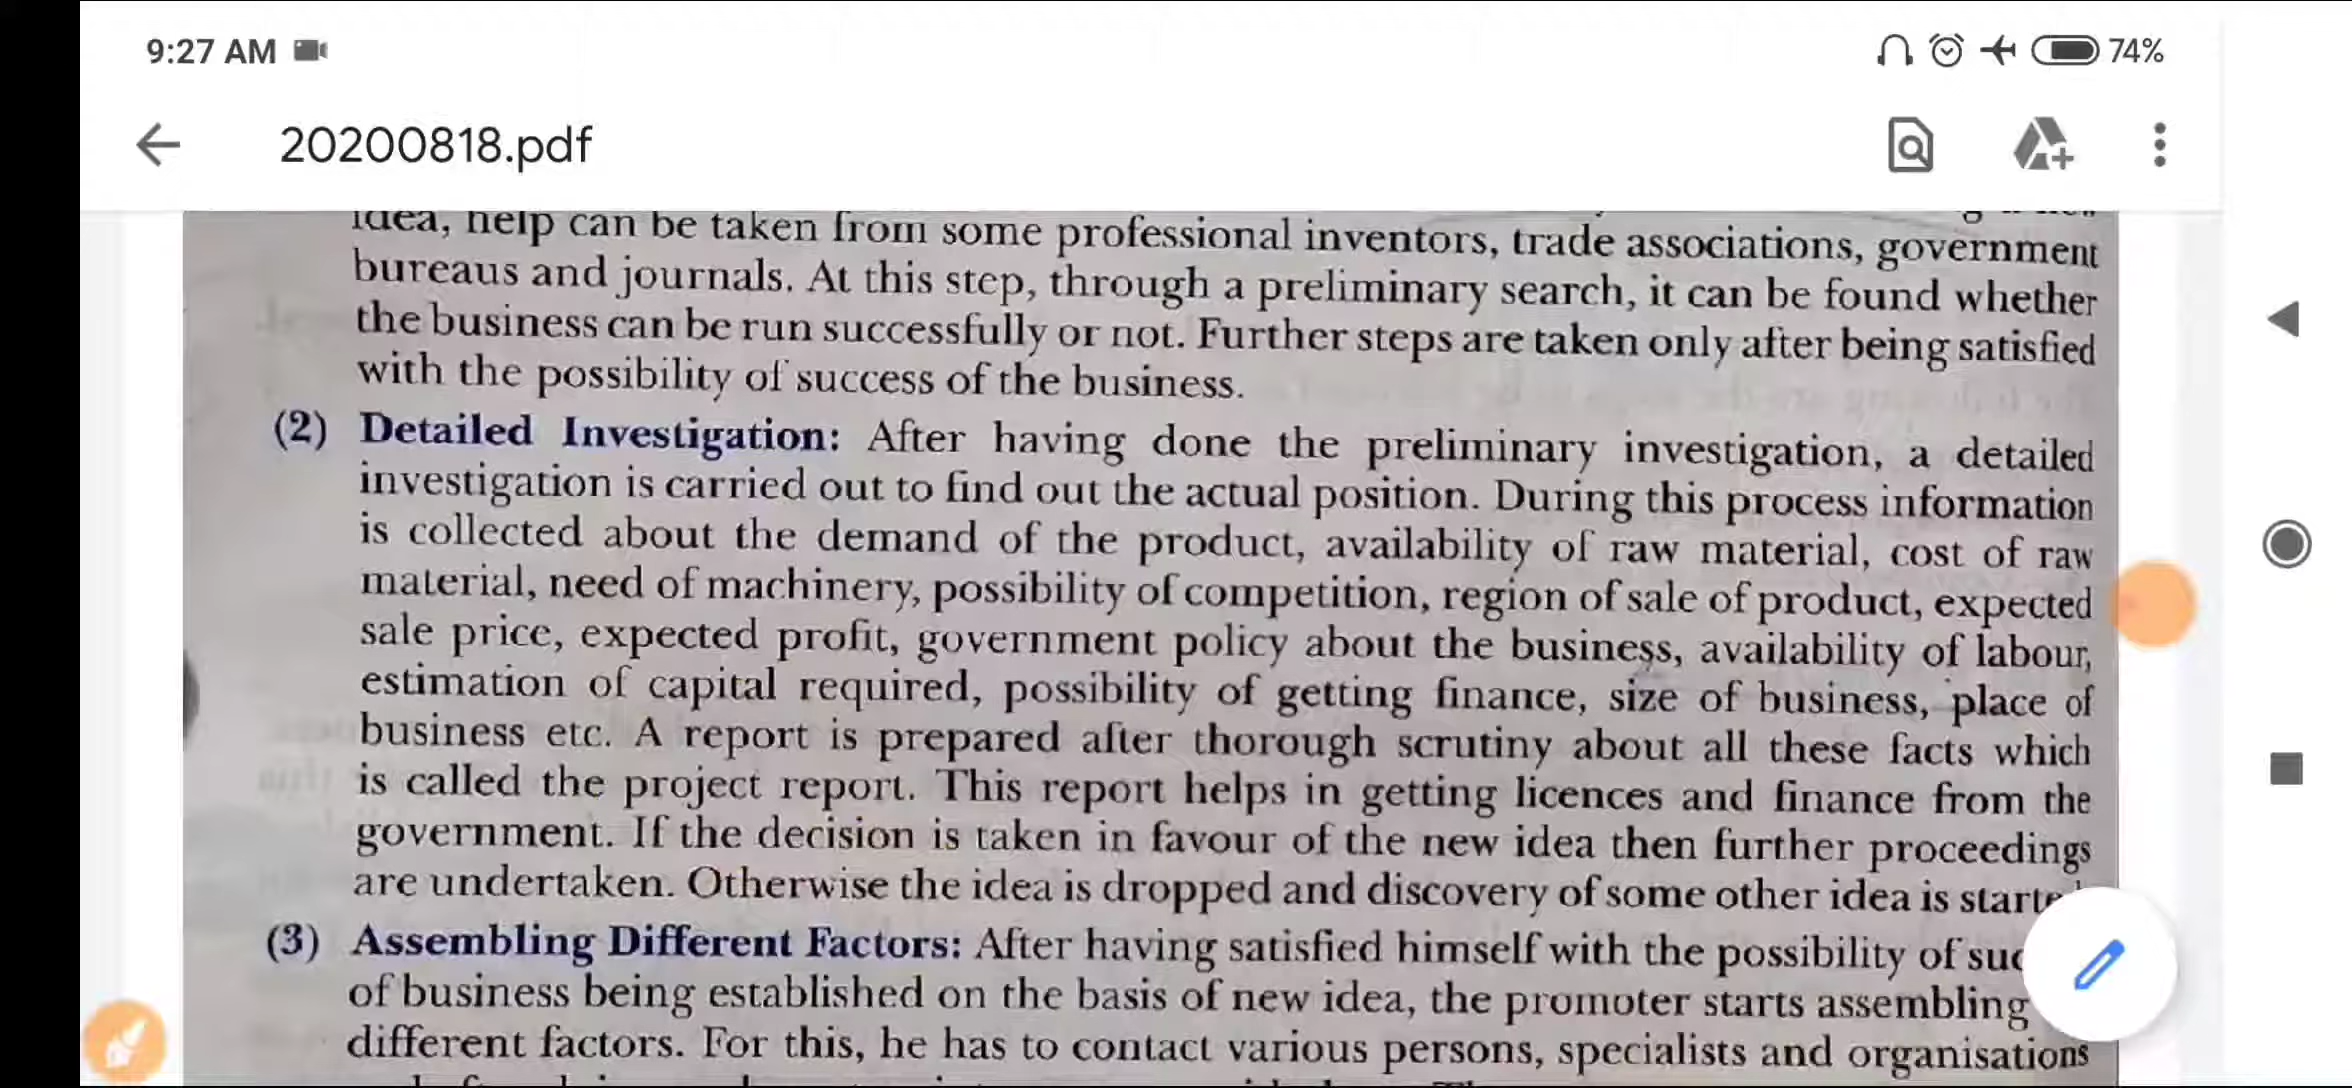 9:27 AM
74%
20200818.pdf
idea, help can be taken from some professional inventors, trade associations, government
bureaus and journals. At this step, through a preliminary search, it can be found whether
the business can be run successfully or not. Further steps are taken only after being satisfied
with the possibility of success of the business.
(2) Detailed Investigation: After having done the preliminary investigation, a detailed
investigation is carried out to find out the actual position. During this process information
is collected about the demand of the product, availability of raw material, cost of raw
material, need of machinery, possibility of competition, region of sale of product, expected
sale price, expected profit, government policy about the business, availability of labour,
estimation of capital required, possibility of getting finance, size of business, place of
business etc. A report is prepared after thorough scrutiny about all these facts which
is called the project report. This report helps in getting licences and finance from the
government. If the decision is taken in favour of the new idea then further proceedings
are undertaken. Otherwise the idea is dropped and discovery of some other idea is starte
(3) Assembling Different Factors: After having satisfied himself with the possibility of suc
of business being established on the basis of new idea, the promoter starts assembling
different factors. For this, he has to contact various persons, specialists and organisations